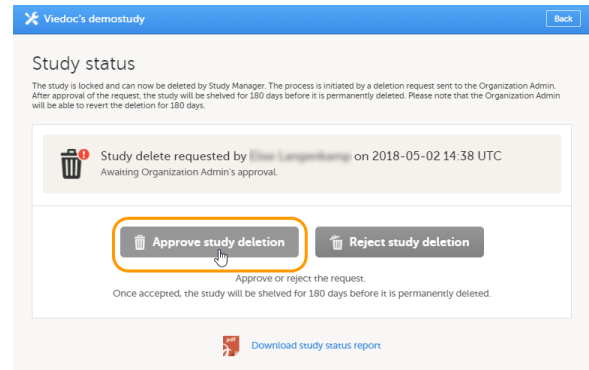 Viedoc's demostudy
Back
Study status
The study is locked and can now be deleted by Study Manager. The process is initiated by a deletion request sent to the Organization Admin.
After approval of the request, the study will be shelved for 180 days before it is permanently deleted. Please note that the Organization Admin
will be able to revert the deletion for 180 days.
Study delete requested by on 2018-05-02 14:38 UTC
Awaiting Organization Admin's approval.
Approve study deletion
Reject study deletion
Approve or reject the request.
Once accepted, the study will be shelved for 180 days before it is permanently deleted.
pdf
Download study status report